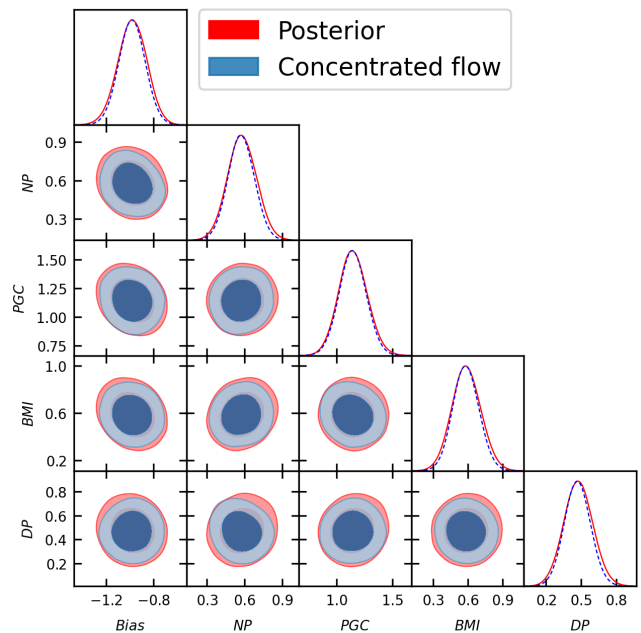 Posterior
Concentrated flow
0.9
NP
0.6
0.3
1.50
PGC
1.25
1.00
0.75
1.0
BMI
0.6
0.2
0.8
DP
0.6
0.4
0.2
−1.2 −0.8 0.3 0.6 0.9 1.0 1.5 0.3 0.6 0.9 0.2 0.5 0.8
Bias NP PGC BMI DP